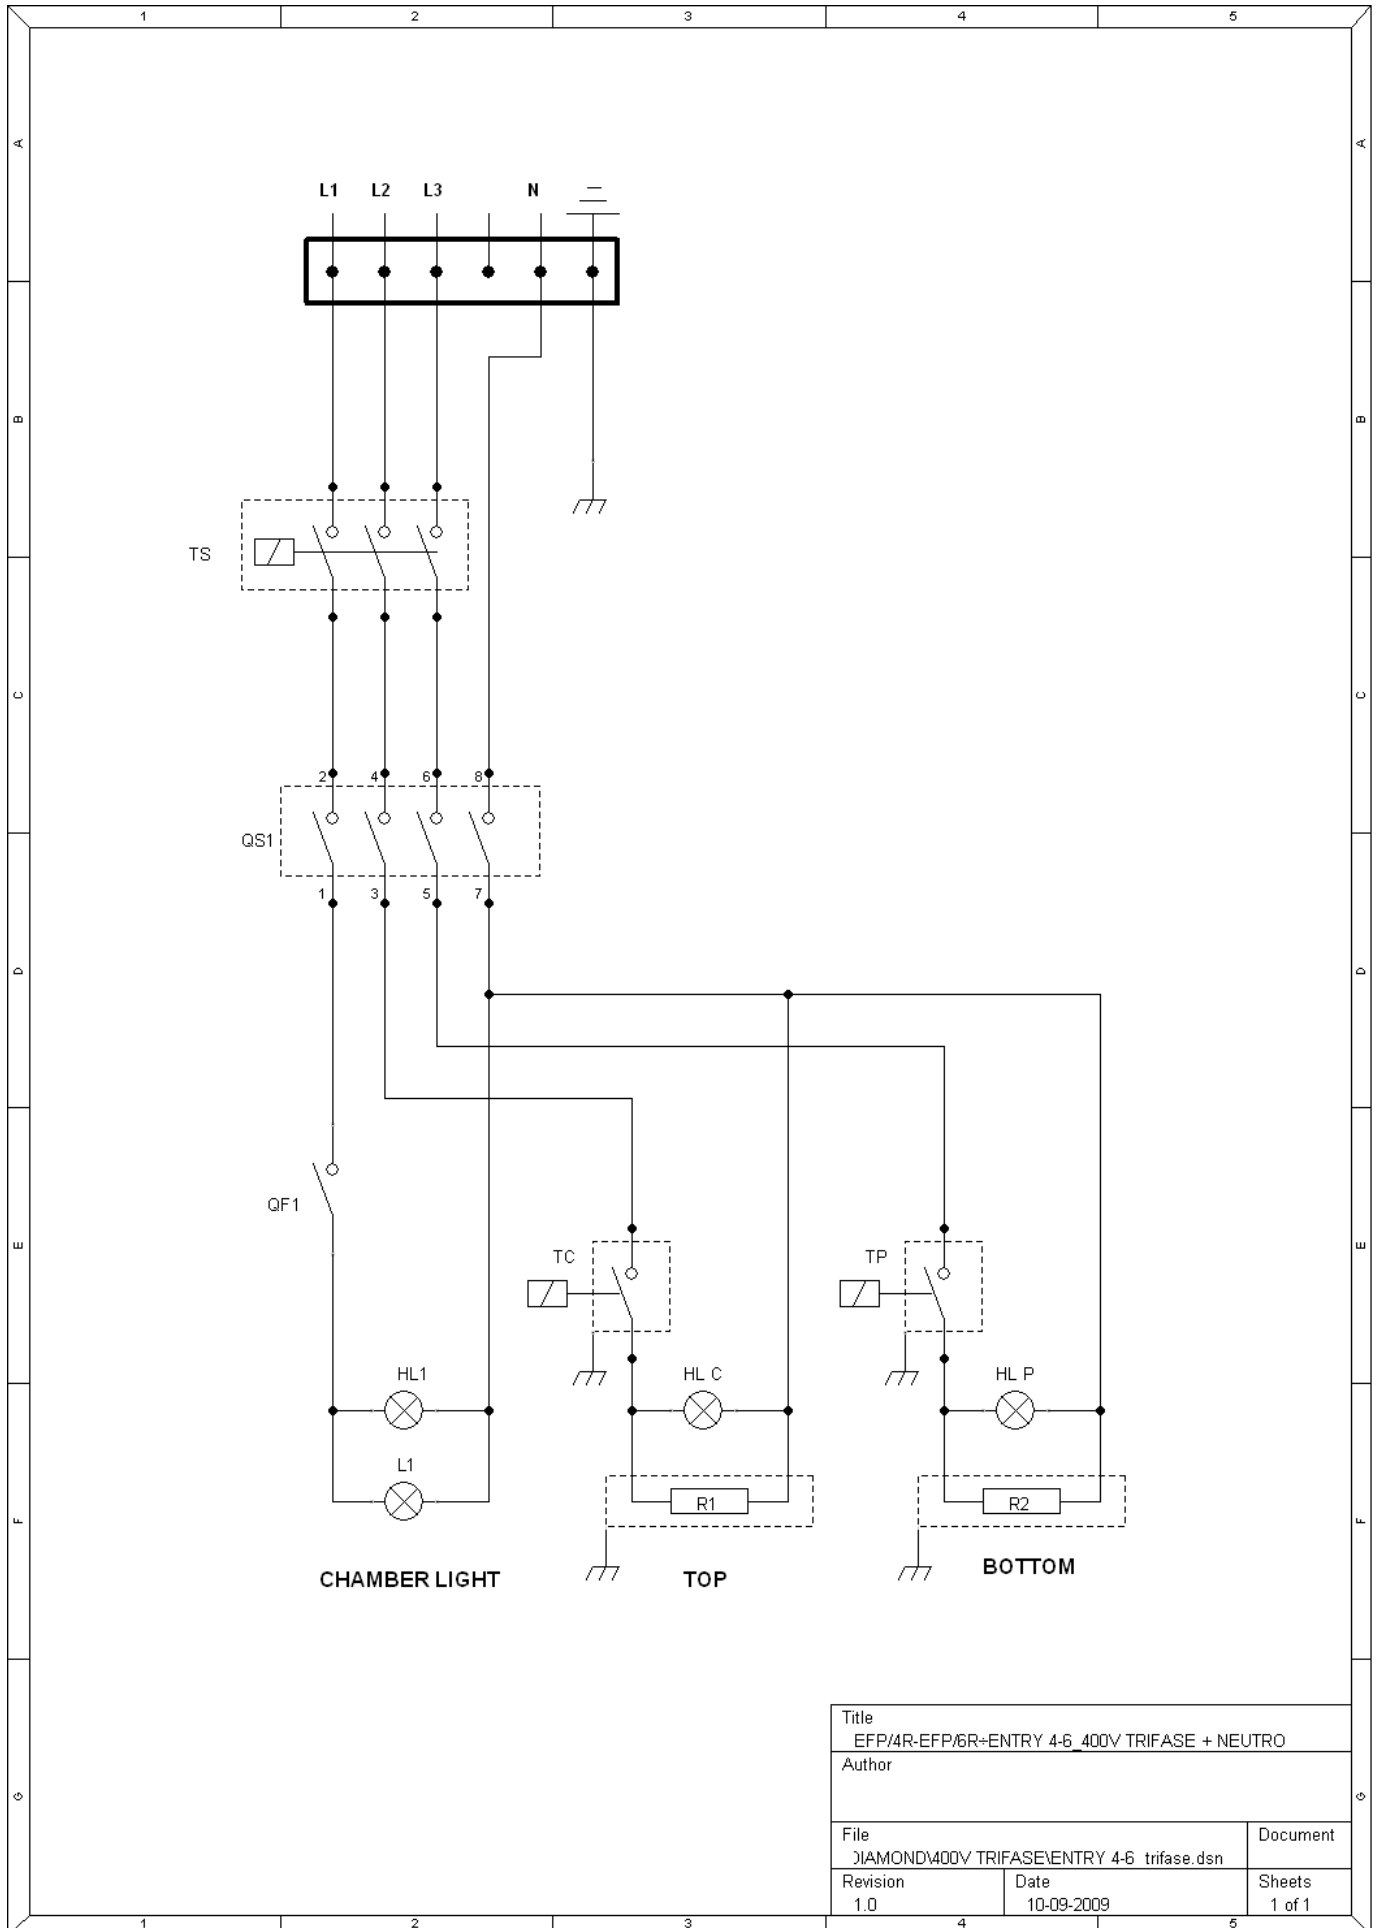 1 2 3 4 5
A A
L1 L2 L3 N
B B
TS
C C
2 4 6 8
QS1
1 3 5 7
D D
QF1
E E
TC TP
HL1 HL C HL P
L1
R1 R2
F F
CHAMBER LIGHT TOP BOTTOM
Title
EFP/4R-EFP/6R÷ENTRY 4-6_400V TRIFASE + NEUTRO
Author
G G
File Document
DIAMOND\400V TRIFASE\ENTRY 4-6 trifase.dsn
Revision Date Sheets
1.0 10-09-2009 1 of 1
1 2 3 4 5